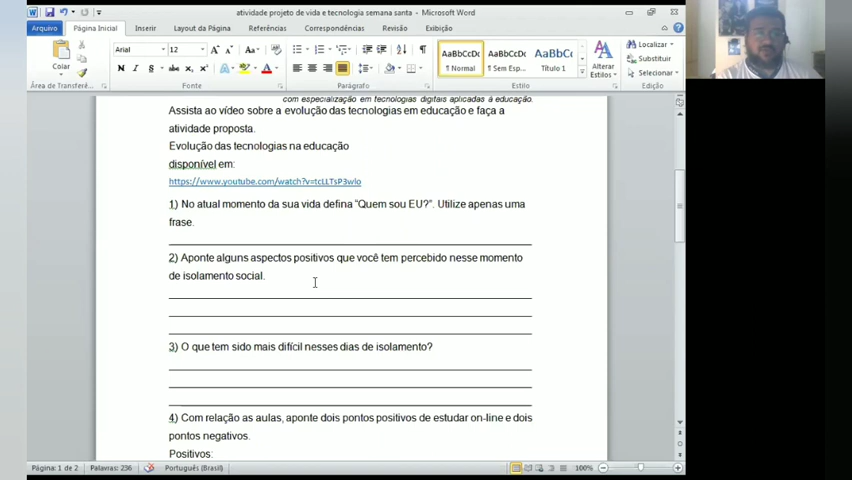 atividade projeto de vida e tecnologia semana santa - Microsoft Word
Arquivo Página Inicial Inserir Layout da Página Referências Correspondências Revisão Exibição
Arial 12
Colar
N I S abc x₂ x²
AaBbCcDc AaBbCcDc AaBbCc
¶ Normal ¶ Sem Esp... Título 1
Alterar Estilos
Localizar
Substituir
Selecionar
Área de Transferê... Fonte Parágrafo Estilo Edição
com especialização em tecnologias digitais aplicadas à educação.
Assista ao vídeo sobre a evolução das tecnologias em educação e faça a
atividade proposta.
Evolução das tecnologias na educação
disponível em:
https://www.youtube.com/watch?v=tcLLTsP3wlo
1) No atual momento da sua vida defina “Quem sou EU?”. Utilize apenas uma
frase.
2) Aponte alguns aspectos positivos que você tem percebido nesse momento
de isolamento social.
3) O que tem sido mais difícil nesses dias de isolamento?
4) Com relação as aulas, aponte dois pontos positivos de estudar on-line e dois
pontos negativos.
Positivos:
Página: 1 de 2 Palavras: 236 Português (Brasil) 100%